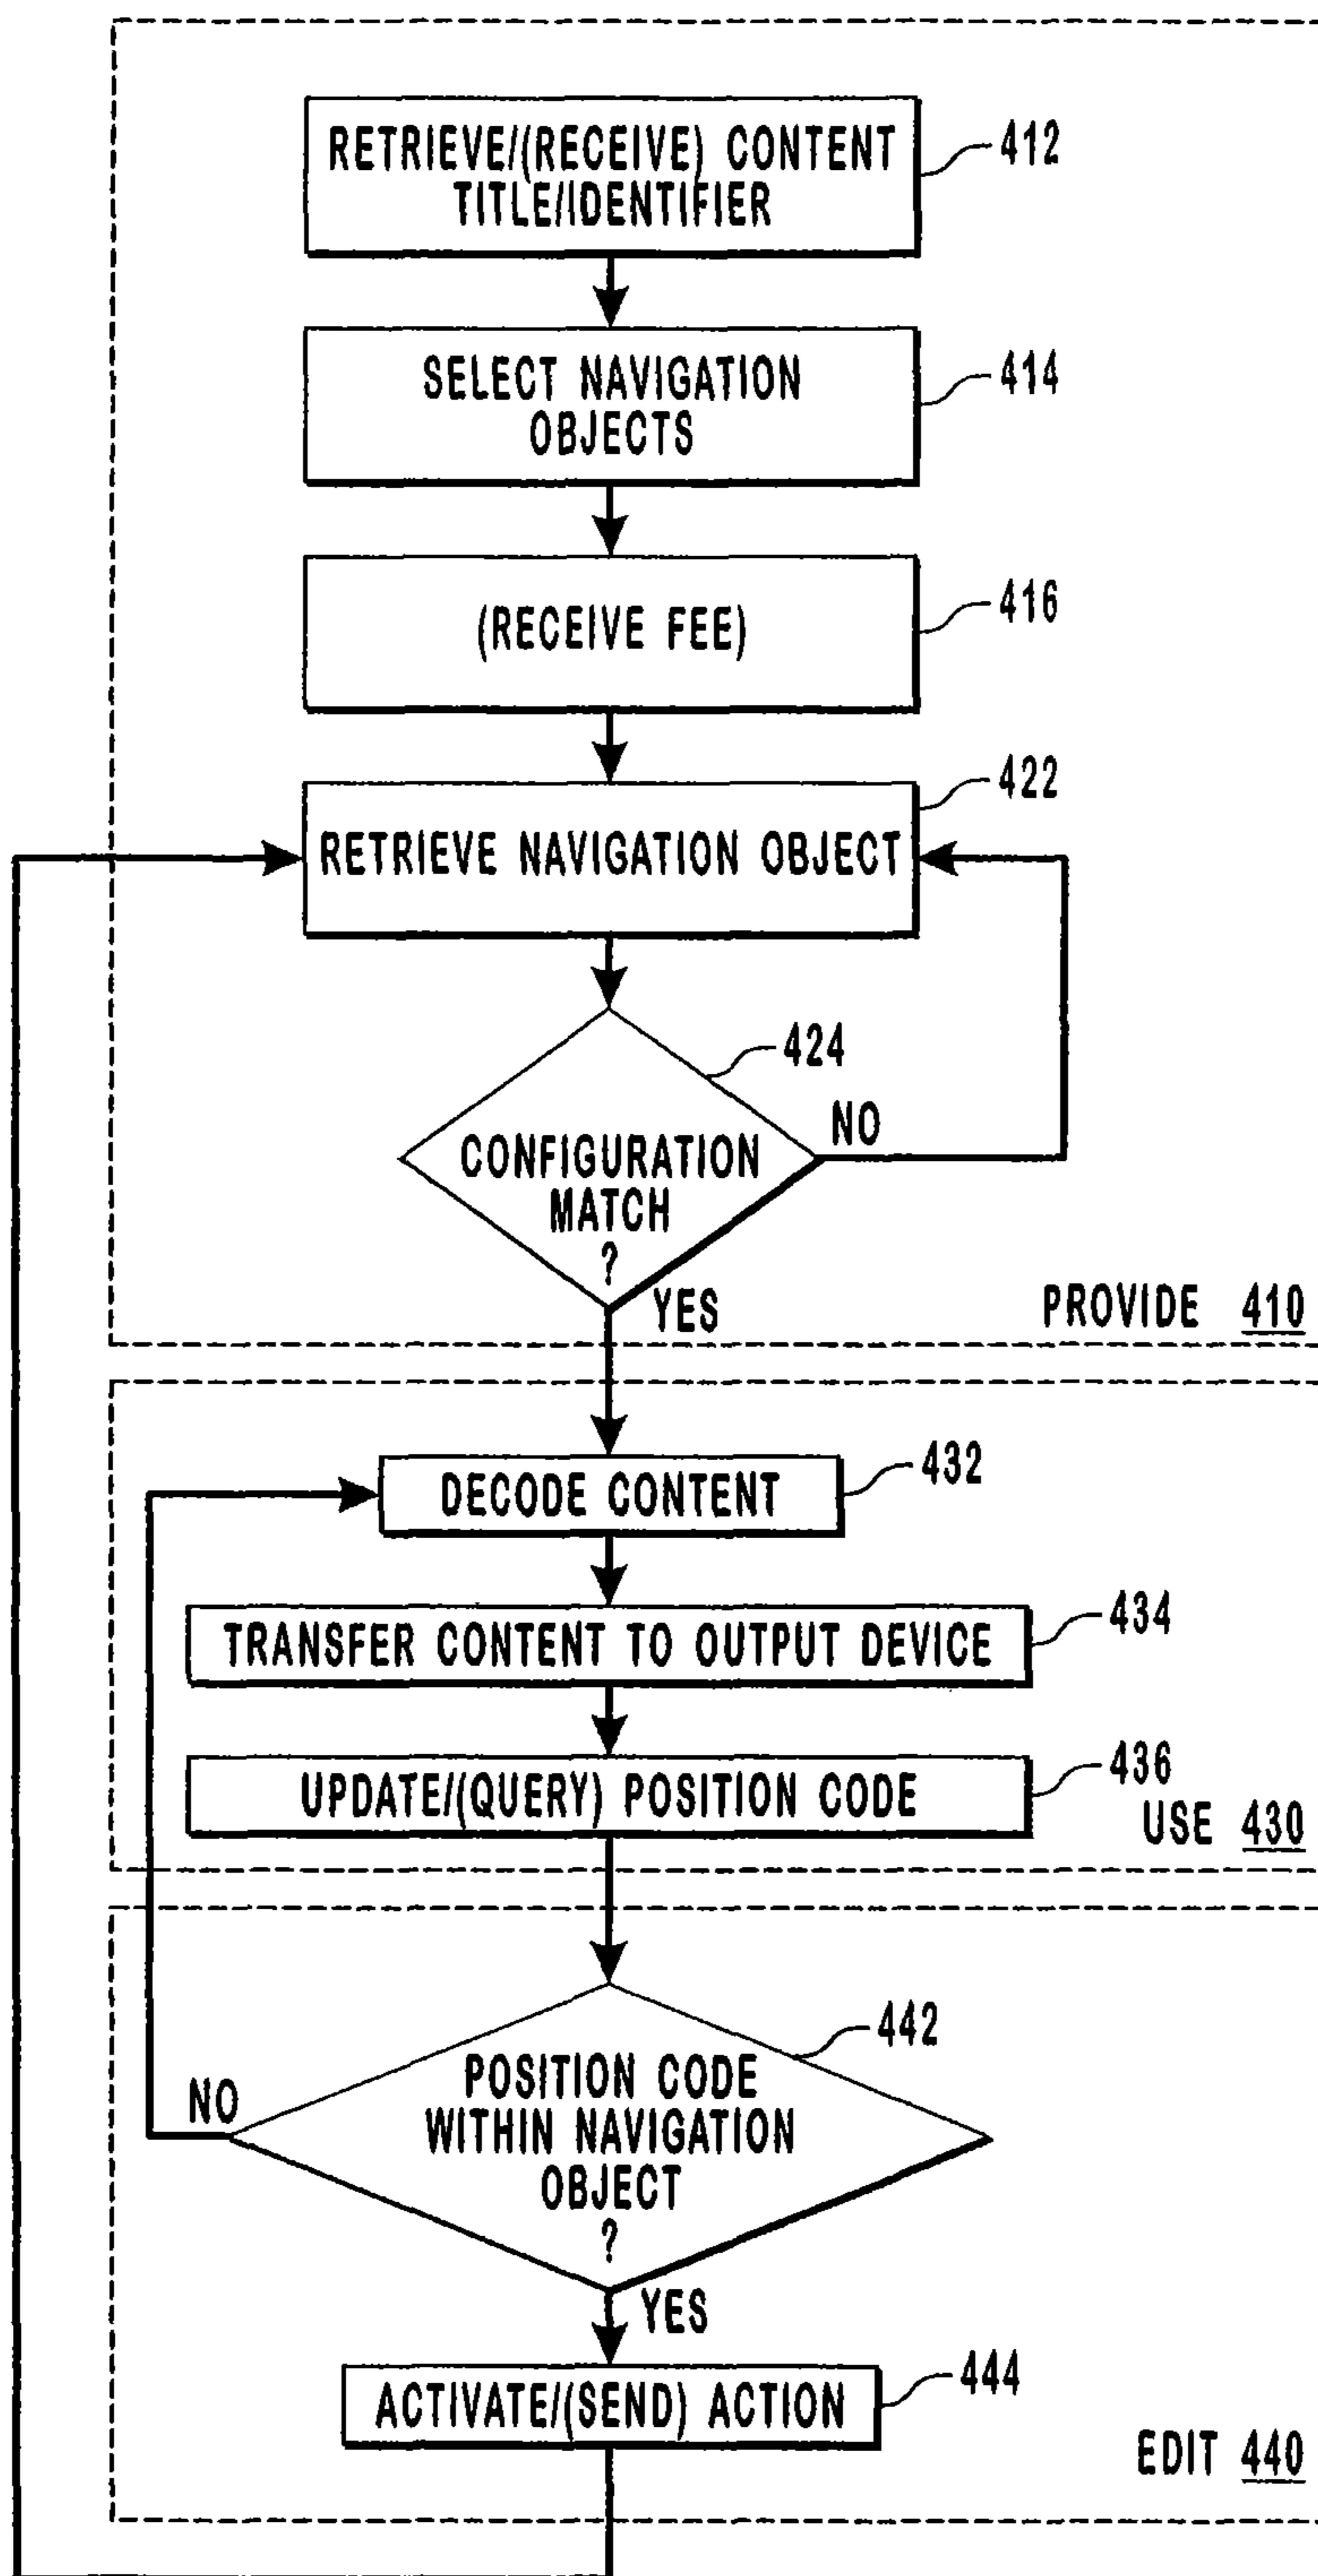 RETRIEVE/(RECEIVE) CONTENT
TITLE/IDENTIFIER
412
SELECT NAVIGATION
OBJECTS
414
(RECEIVE FEE)
416
422
RETRIEVE NAVIGATION OBJECT
424
NO
CONFIGURATION
MATCH
?
YES
PROVIDE 410
DECODE CONTENT
432
TRANSFER CONTENT TO OUTPUT DEVICE
434
UPDATE/(QUERY) POSITION CODE
436
USE 430
442
NO
POSITION CODE
WITHIN NAVIGATION
OBJECT
?
YES
ACTIVATE/(SEND) ACTION
444
EDIT 440